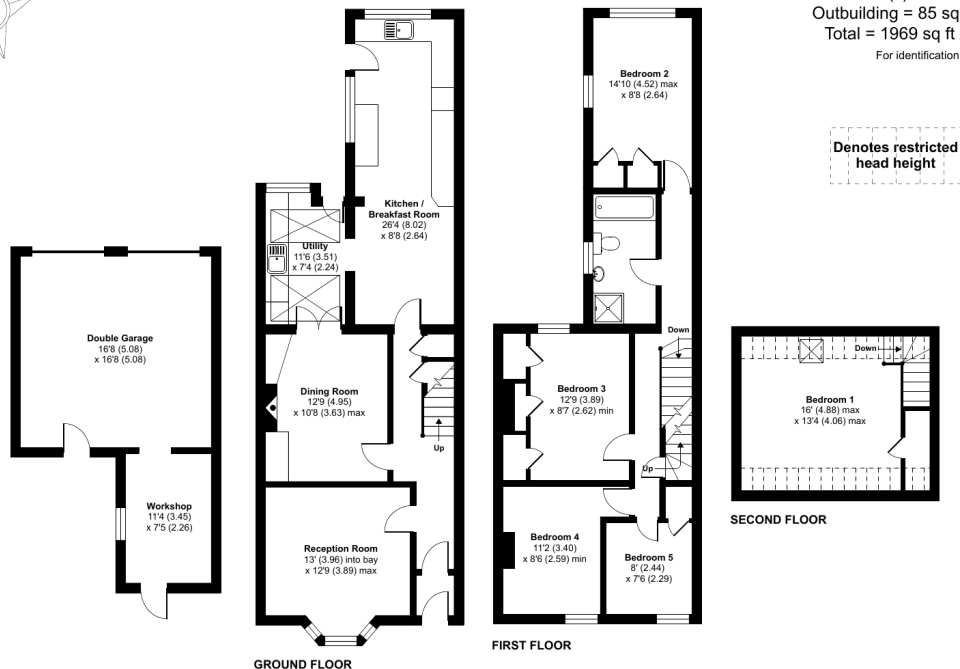 Outbuilding = 85 sq
Total = 1969 sq ft
For identification
Denotes restricted
head height
Bedroom 2
14'10 (4.52) max
x 8'8 (2.64)
Kitchen /
Breakfast Room
26'4 (8.02)
x 8'8 (2.64)
Utility
11'6 (3.51)
x 7'4 (2.24)
Double Garage
16'8 (5.08)
x 16'8 (5.08)
Dining Room
12'9 (4.95)
x 10'8 (3.63) max
Up
Workshop
11'4 (3.45)
x 7'5 (2.26)
Reception Room
13' (3.96) into bay
x 12'9 (3.89) max
GROUND FLOOR
Down
Bedroom 3
12'9 (3.89)
x 8'7 (2.62) min
Up
Bedroom 4
11'2 (3.40)
x 8'6 (2.59) min
Bedroom 5
8' (2.44)
x 7'6 (2.29)
FIRST FLOOR
Down
Bedroom 1
16' (4.88) max
x 13'4 (4.06) max
SECOND FLOOR